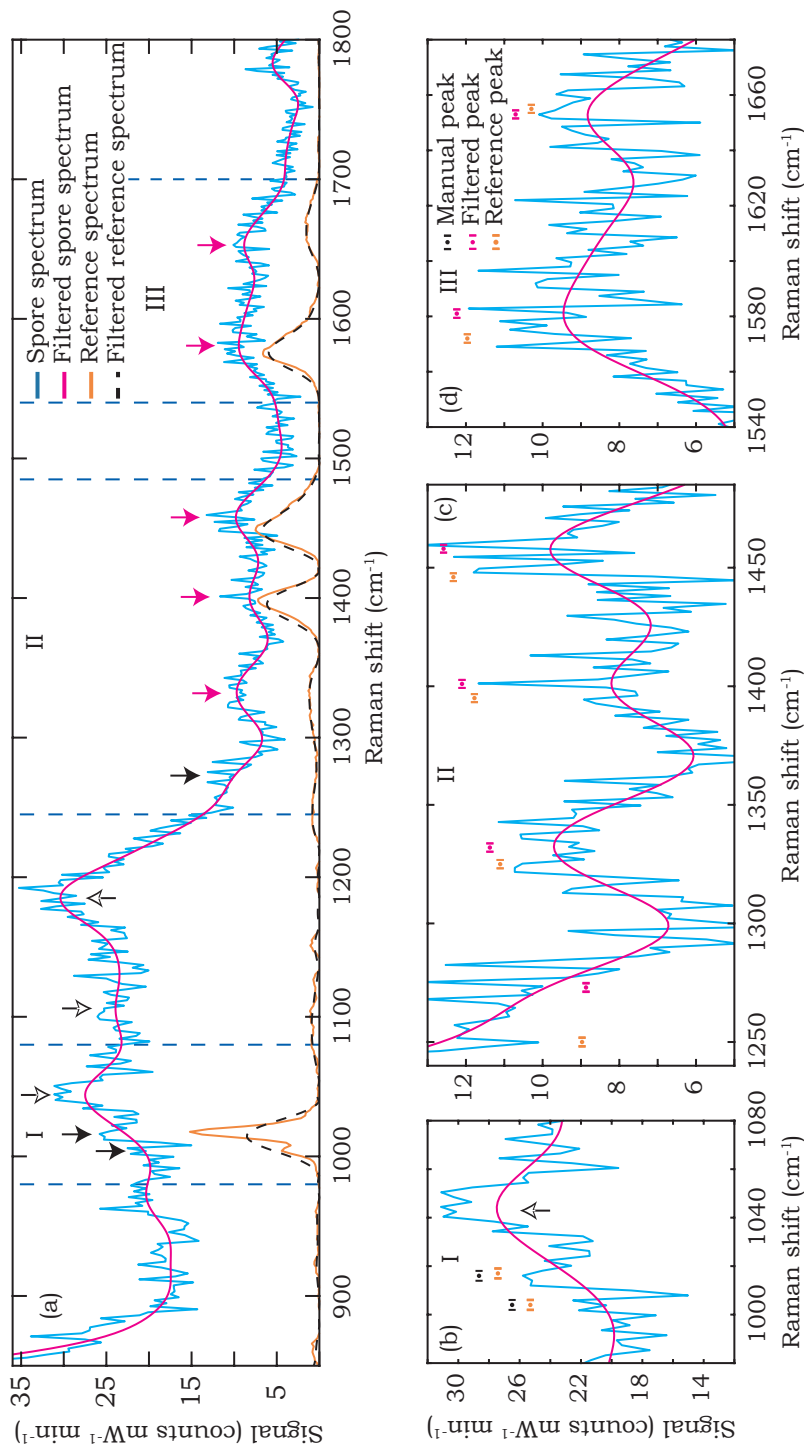 (a)
I
II
III
Spore spectrum
Filtered spore spectrum
Reference spectrum
Filtered reference spectrum
Signal (counts mW⁻¹ min⁻¹)
35
30
20
10
5
900
1000
1100
1200
1300
1400
1500
1600
1700
1800
Raman shift (cm⁻¹)
(b)
I
Signal (counts mW⁻¹ min⁻¹)
30
26
22
18
14
1000
1040
1080
Raman shift (cm⁻¹)
II
(c)
12
10
8
6
1250
1300
1350
1400
1450
Raman shift (cm⁻¹)
(d)
III
Manual peak
Filtered peak
Reference peak
12
10
8
6
1540
1580
1620
1660
Raman shift (cm⁻¹)